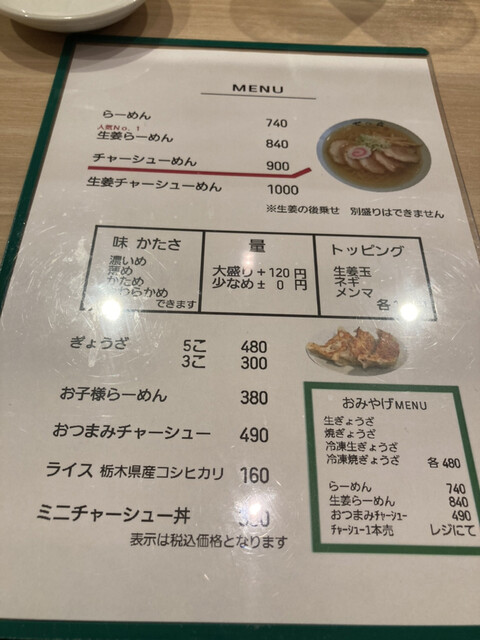 MENU
らーめん 740
人気No. 1
生姜らーめん 840
チャーシューめん 900
生姜チャーシューめん 1000
※生姜の後乗せ 別盛りはできません
味 かたさ
濃いめ
薄め
かため
やわらかめ
できます
量
大盛り+120円
少なめ± 0 円
トッピング
生姜玉
ネギ
メンマ
各
ぎょうざ 5こ 480
3こ 300
お子様らーめん 380
おつまみチャーシュー 490
ライス 栃木県産コシヒカリ 160
ミニチャーシュー丼
表示は税込価格となります
おみやげMENU
生ぎょうざ
焼ぎょうざ
冷凍生ぎょうざ
冷凍焼ぎょうざ 各 480
らーめん 740
生姜らーめん 840
おつまみチャーシュー 490
チャーシュー1本売 レジにて